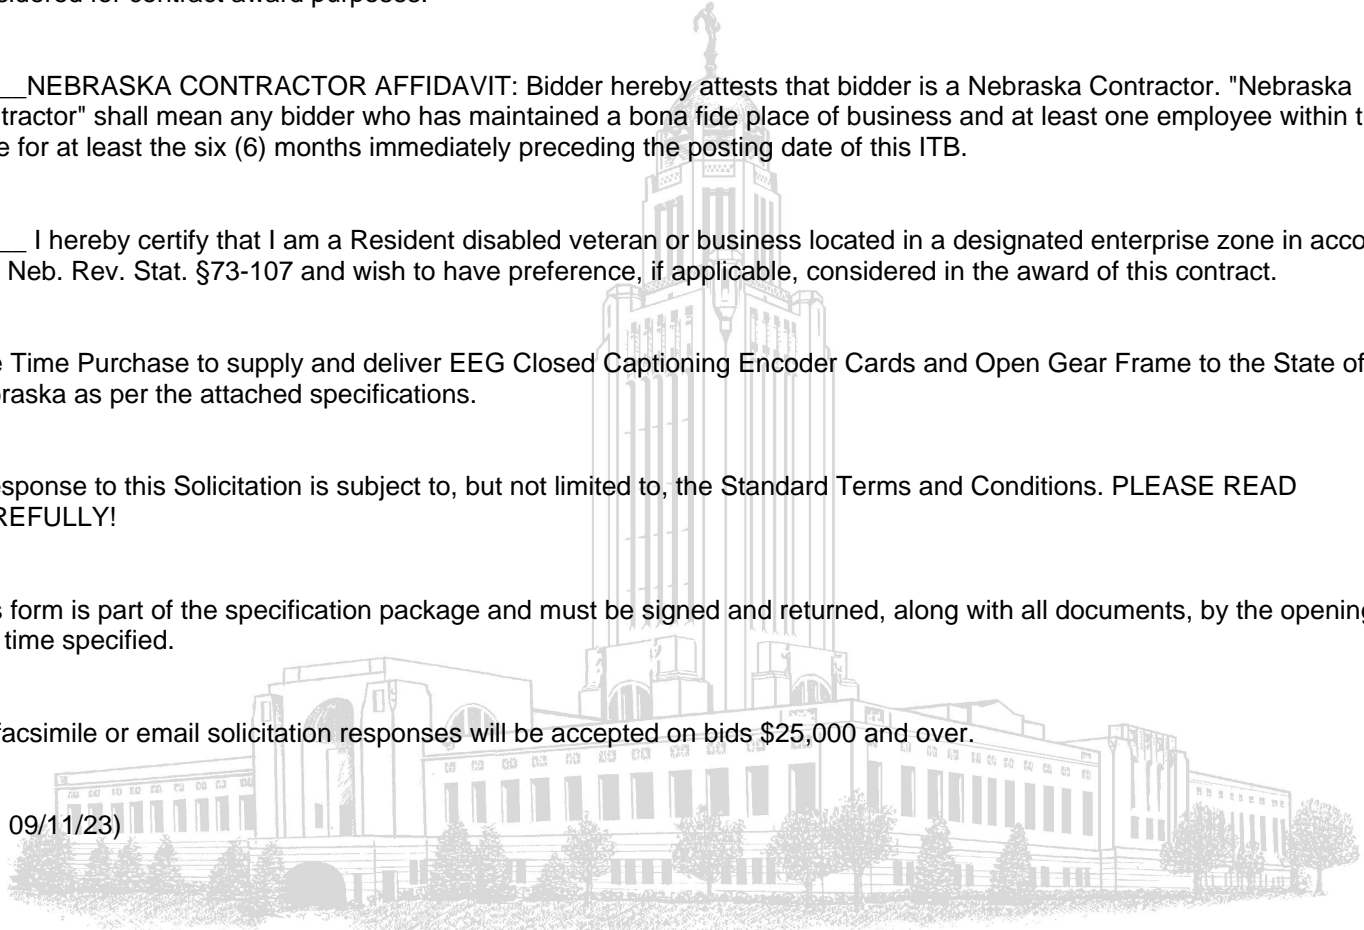 sidered for contract award purposes.
__NEBRASKA CONTRACTOR AFFIDAVIT: Bidder hereby attests that bidder is a Nebraska Contractor. "Nebraska
tractor" shall mean any bidder who has maintained a bona fide place of business and at least one employee within t
e for at least the six (6) months immediately preceding the posting date of this ITB.
__ I hereby certify that I am a Resident disabled veteran or business located in a designated enterprise zone in acco
Neb. Rev. Stat. §73-107 and wish to have preference, if applicable, considered in the award of this contract.
e Time Purchase to supply and deliver EEG Closed Captioning Encoder Cards and Open Gear Frame to the State of
braska as per the attached specifications.
esponse to this Solicitation is subject to, but not limited to, the Standard Terms and Conditions. PLEASE READ
REFULLY!
s form is part of the specification package and must be signed and returned, along with all documents, by the opening
time specified.
facsimile or email solicitation responses will be accepted on bids $25,000 and over.
09/11/23)